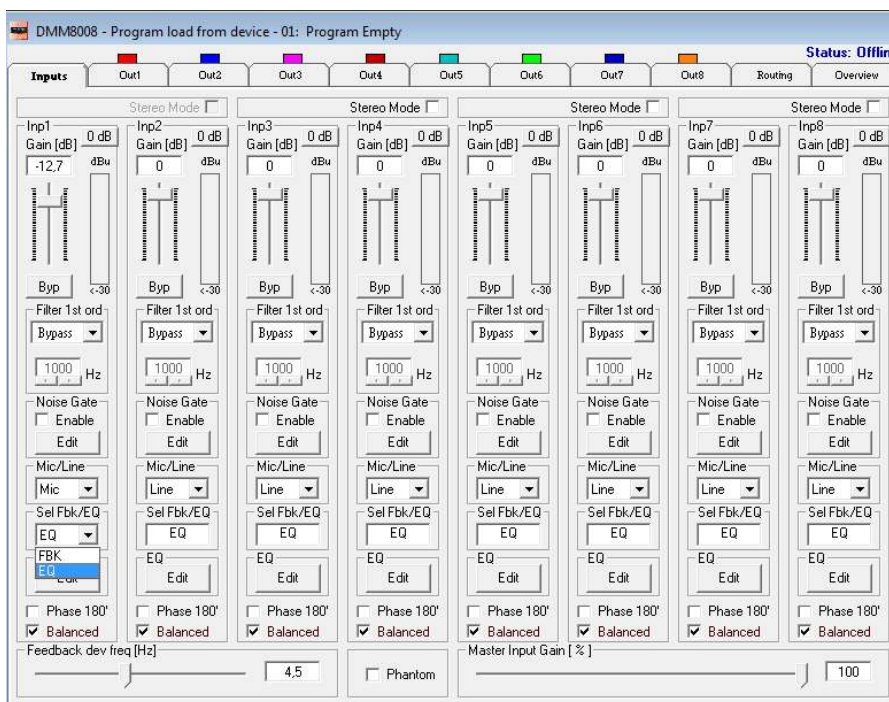 DMM8008 - Program load from device - 01: Program Empty
Status: Offlin
Inputs Out1 Out2 Out3 Out4 Out5 Out6 Out7 Out8 Routing Overview
Stereo Mode Stereo Mode Stereo Mode Stereo Mode
Inp1 Inp2 Inp3 Inp4 Inp5 Inp6 Inp7 Inp8
Gain [dB] 0 dB Gain [dB] 0 dB Gain [dB] 0 dB Gain [dB] 0 dB Gain [dB] 0 dB Gain [dB] 0 dB Gain [dB] 0 dB Gain [dB] 0 dB
-12,7 dBu 0 dBu 0 dBu 0 dBu 0 dBu 0 dBu 0 dBu 0 dBu
Byp <-30 Byp <-30 Byp <-30 Byp <-30 Byp <-30 Byp <-30 Byp <-30 Byp <-30
Filter 1st ord Filter 1st ord Filter 1st ord Filter 1st ord Filter 1st ord Filter 1st ord Filter 1st ord Filter 1st ord
Bypass Bypass Bypass Bypass Bypass Bypass Bypass Bypass
1000 Hz 1000 Hz 1000 Hz 1000 Hz 1000 Hz 1000 Hz 1000 Hz 1000 Hz
Noise Gate Noise Gate Noise Gate Noise Gate Noise Gate Noise Gate Noise Gate Noise Gate
Enable Enable Enable Enable Enable Enable Enable Enable
Edit Edit Edit Edit Edit Edit Edit Edit
Mic/Line Mic/Line Mic/Line Mic/Line Mic/Line Mic/Line Mic/Line Mic/Line
Mic Line Line Line Line Line Line Line
Sel Fbk/EQ Sel Fbk/EQ Sel Fbk/EQ Sel Fbk/EQ Sel Fbk/EQ Sel Fbk/EQ Sel Fbk/EQ Sel Fbk/EQ
EQ EQ EQ EQ EQ EQ EQ EQ
FBK EQ EQ EQ EQ EQ EQ EQ
EQ Edit Edit Edit Edit Edit Edit Edit
Phase 180' Phase 180' Phase 180' Phase 180' Phase 180' Phase 180' Phase 180' Phase 180'
Balanced Balanced Balanced Balanced Balanced Balanced Balanced Balanced
Feedback dev freq [Hz] Master Input Gain [ % ]
4,5 Phantom 100